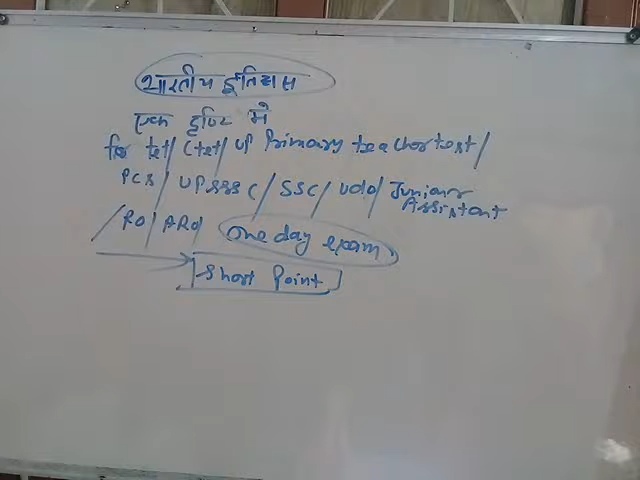 भारतीय इतिहास
एक दृष्टि में
for tet/ Ctet/ UP Primary teacher test/
PCS/ UPSSSC/ SSC/ vdo/ Junior Assistant
/RO/ARO/ one day exam
Short Point